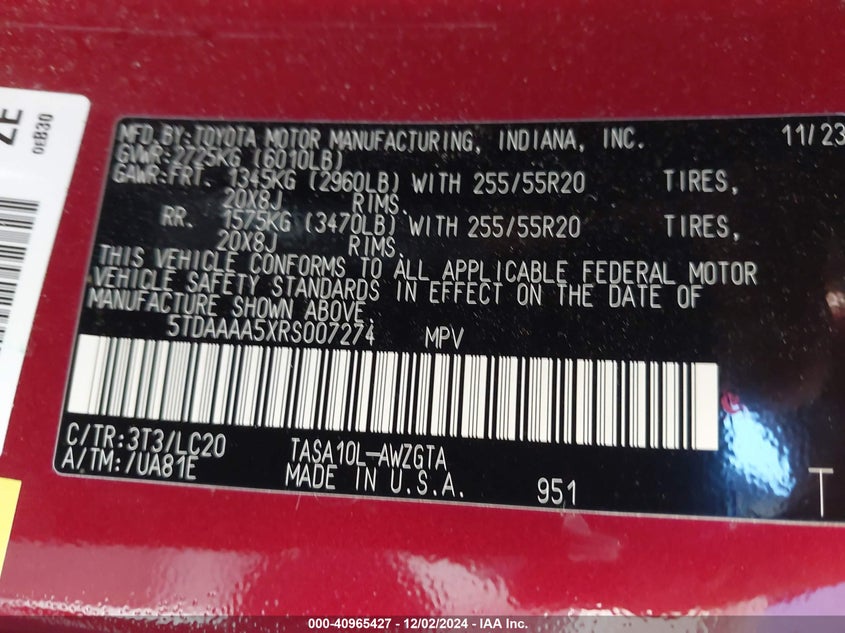 ZE
0EB30
MFD.BY:TOYOTA MOTOR MANUFACTURING, INDIANA, INC. 11/23
GVWR:2725KG (6010LB)
GAWR:FRT. 1345KG (2960LB) WITH 255/55R20 TIRES,
20X8J RIMS.
RR. 1575KG (3470LB) WITH 255/55R20 TIRES,
20X8J RIMS.
THIS VEHICLE CONFORMS TO ALL APPLICABLE FEDERAL MOTOR
VEHICLE SAFETY STANDARDS IN EFFECT ON THE DATE OF
MANUFACTURE SHOWN ABOVE.
5TDAAAA5XRS007274 MPV
C/TR:3T3/LC20 TASA10L-AWZGTA
A/TM:/UA81E MADE IN U.S.A. 951
T
000-40965427 - 12/02/2024 - IAA Inc.